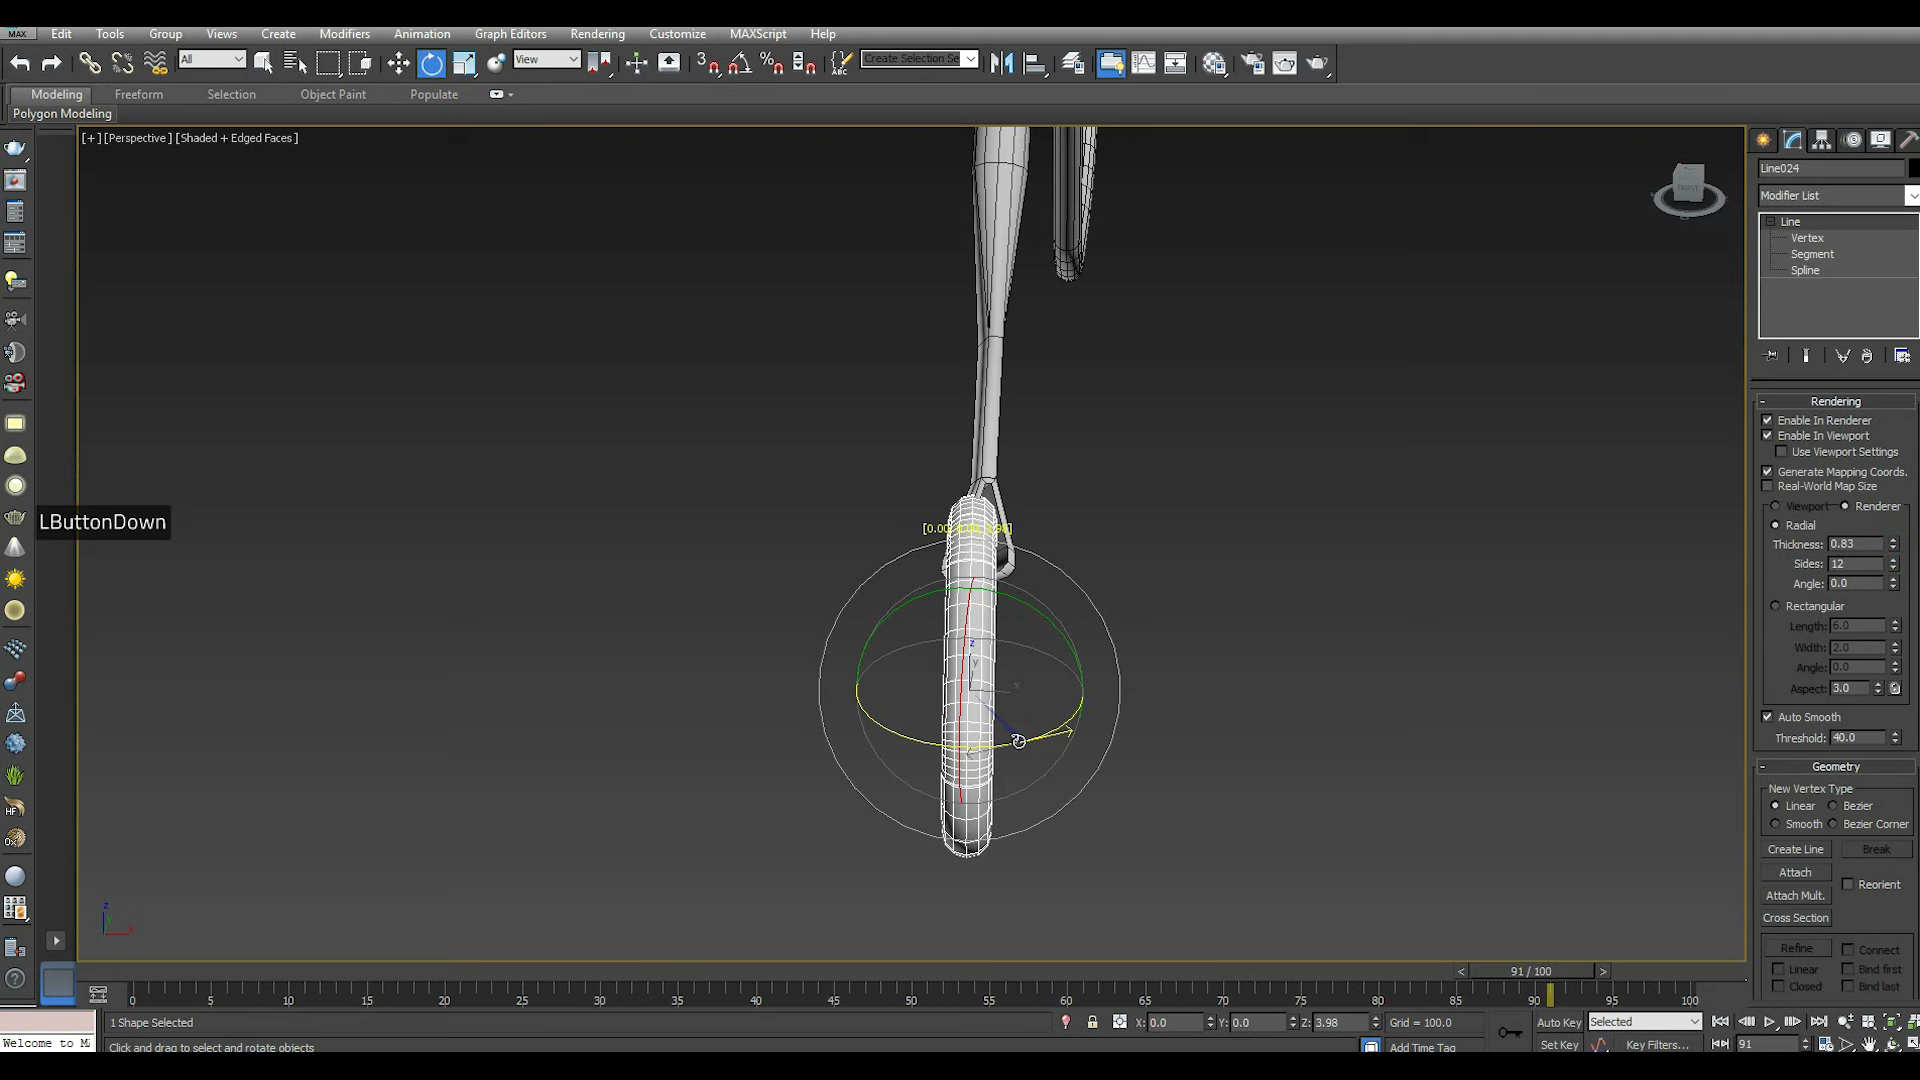 MAX Edit Tools Group Views Create Modifiers Animation Graph Editors Rendering Customize MAXScript Help
All View 3 Create Selection Se
Modeling Freeform Selection Object Paint Populate
Polygon Modeling
[+] [Perspective ] [Shaded + Edged Faces ]
FRONT
Line024
Modifier List
Line
Vertex
Segment
Spline
Rendering
Enable In Renderer
Enable In Viewport
Use Viewport Settings
Generate Mapping Coords.
Real-World Map Size
Viewport Renderer
Radial
Thickness: 0.83
Sides: 12
Angle: 0.0
Rectangular
Length: 6.0
Width: 2.0
Angle: 0.0
Aspect: 3.0
Auto Smooth
Threshold: 40.0
Geometry
New Vertex Type
Linear Bezier
Smooth Bezier Corner
Create Line Break
Attach
Reorient
Attach Mult.
Cross Section
Refine Connect
Linear Bind first
Closed Bind last
LButtonDown
z
y
x
z
91 / 100
0 5 10 15 20 25 30 35 40 45 50 55 60 65 70 75 80 85 90 95 100
1 Shape Selected X: 0.0 Y: 0.0 Z: 3.98 Grid = 100.0 Auto Key Selected
Welcome to Click and drag to select and rotate objects Add Time Tag Set Key Key Filters... 91